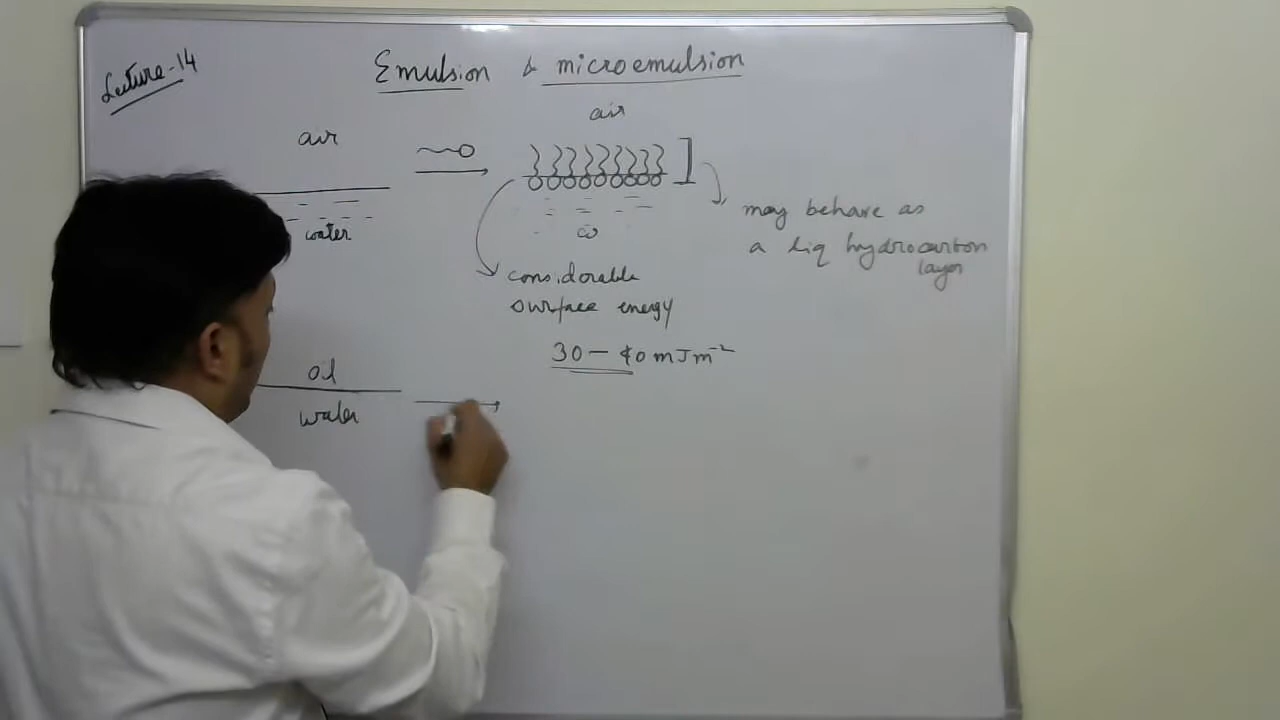 Lecture-14
Emulsion & microemulsion
air
air
water
w
may behave as
a liq hydrocarbon
layer
considerable
surface energy
30 - 40 mJm⁻²
Oil
water